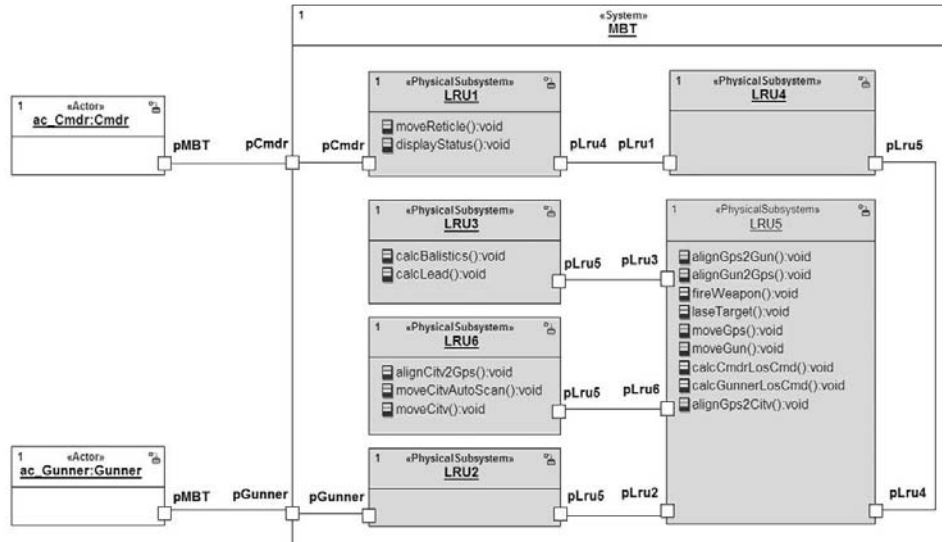 1 «System»
MBT
1 «Actor»
ac_Cmdr:Cmdr
pMBT
pCmdr
pCmdr
1 «PhysicalSubsystem»
LRU1
moveReticle():void
displayStatus():void
pLru4
pLru1
1 «PhysicalSubsystem»
LRU4
pLru5
1 «PhysicalSubsystem»
LRU3
calcBalistics():void
calcLead():void
pLru5
pLru3
1 «PhysicalSubsystem»
LRU5
alignGps2Gun():void
alignGun2Gps():void
fireWeapon():void
laseTarget():void
moveGps():void
moveGun():void
calcCmdrLosCmd():void
calcGunnerLosCmd():void
alignGps2Citv():void
1 «PhysicalSubsystem»
LRU6
alignCitv2Gps():void
moveCitvAutoScan():void
moveCitv():void
pLru5
pLru6
1 «Actor»
ac_Gunner:Gunner
pMBT
pGunner
pGunner
1 «PhysicalSubsystem»
LRU2
pLru5
pLru2
pLru4